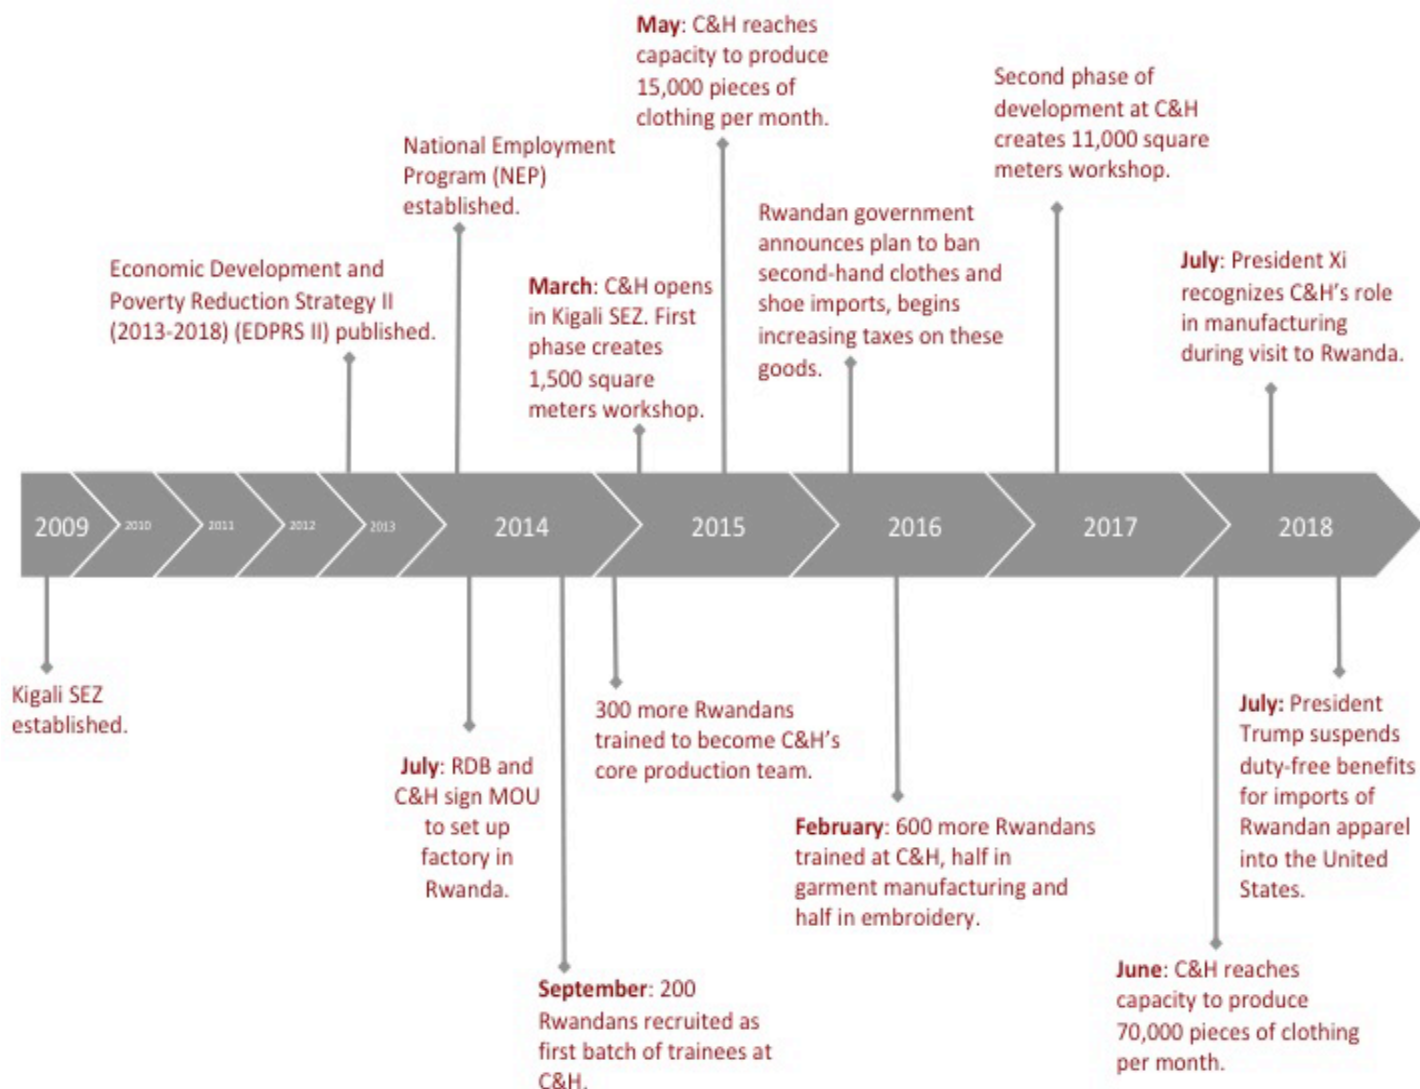 May: C&H reaches
capacity to produce
15,000 pieces of
clothing per month.
Second phase of
development at C&H
creates 11,000 square
meters workshop.
National Employment
Program (NEP)
established.
Rwandan government
announces plan to ban
second-hand clothes and
shoe imports, begins
increasing taxes on these
goods.
Economic Development and
Poverty Reduction Strategy II
(2013-2018) (EDPRS II) published.
March: C&H opens
in Kigali SEZ. First
phase creates
1,500 square
meters workshop.
July: President Xi
recognizes C&H’s role
in manufacturing
during visit to Rwanda.
2009
2010
2011
2012
2013
2014
2015
2016
2017
2018
Kigali SEZ
established.
July: RDB and
C&H sign MOU
to set up
factory in
Rwanda.
300 more Rwandans
trained to become C&H’s
core production team.
July: President
Trump suspends
duty-free benefits
for imports of
Rwandan apparel
into the United
States.
February: 600 more Rwandans
trained at C&H, half in
garment manufacturing and
half in embroidery.
September: 200
Rwandans recruited as
first batch of trainees at
C&H.
June: C&H reaches
capacity to produce
70,000 pieces of clothing
per month.